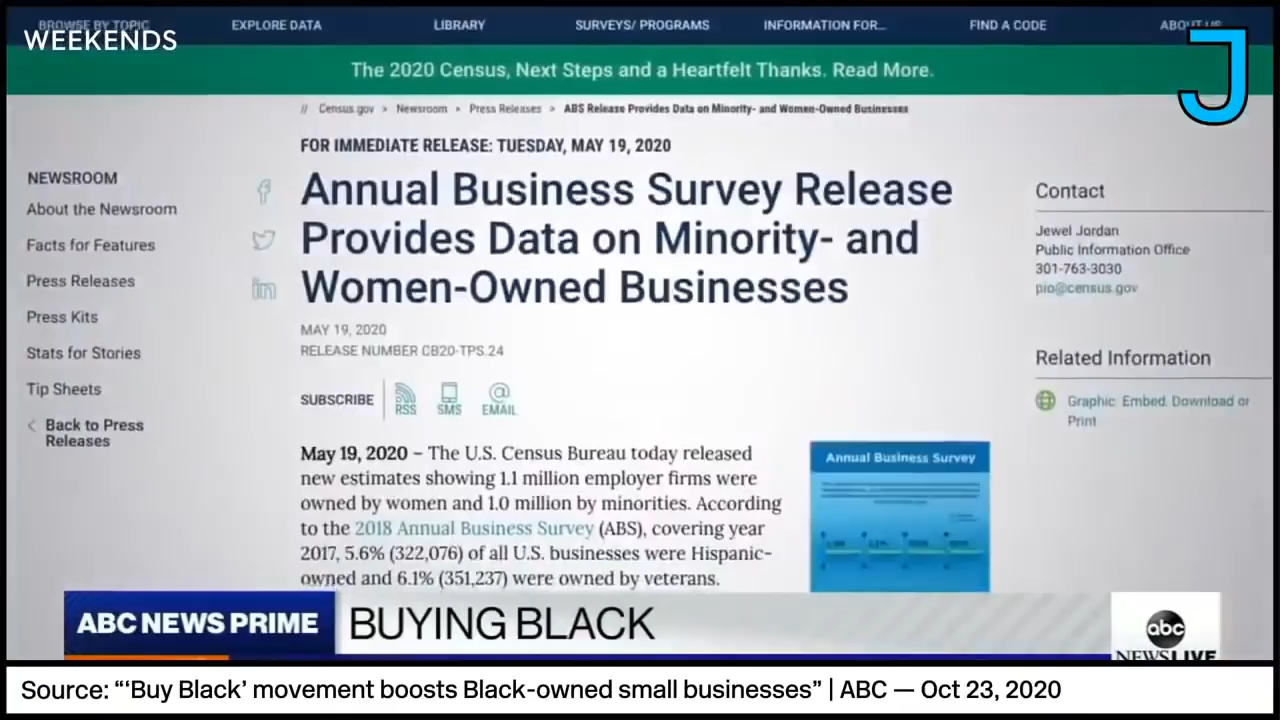 BROWSE BY TOPIC
EXPLORE DATA
LIBRARY
SURVEYS/ PROGRAMS
INFORMATION FOR...
FIND A CODE
ABOUT US
WEEKENDS
J
The 2020 Census, Next Steps and a Heartfelt Thanks. Read More.
// Census.gov > Newsroom > Press Releases > ABS Release Provides Data on Minority- and Women-Owned Businesses
FOR IMMEDIATE RELEASE: TUESDAY, MAY 19, 2020
NEWSROOM
About the Newsroom
Facts for Features
Press Releases
Press Kits
Stats for Stories
Tip Sheets
Back to Press
Releases
Annual Business Survey Release
Provides Data on Minority- and
Women-Owned Businesses
MAY 19, 2020
RELEASE NUMBER CB20-TPS.24
SUBSCRIBE
RSS
SMS
EMAIL
May 19, 2020 – The U.S. Census Bureau today released
new estimates showing 1.1 million employer firms were
owned by women and 1.0 million by minorities. According
to the 2018 Annual Business Survey (ABS), covering year
2017, 5.6% (322,076) of all U.S. businesses were Hispanic-
owned and 6.1% (351,237) were owned by veterans.
Annual Business Survey
Contact
Jewel Jordan
Public Information Office
301-763-3030
pio@census.gov
Related Information
Graphic: Embed, Download or
Print
ABC NEWS PRIME
BUYING BLACK
abc
NEWS LIVE
Source: “‘Buy Black’ movement boosts Black-owned small businesses” | ABC — Oct 23, 2020